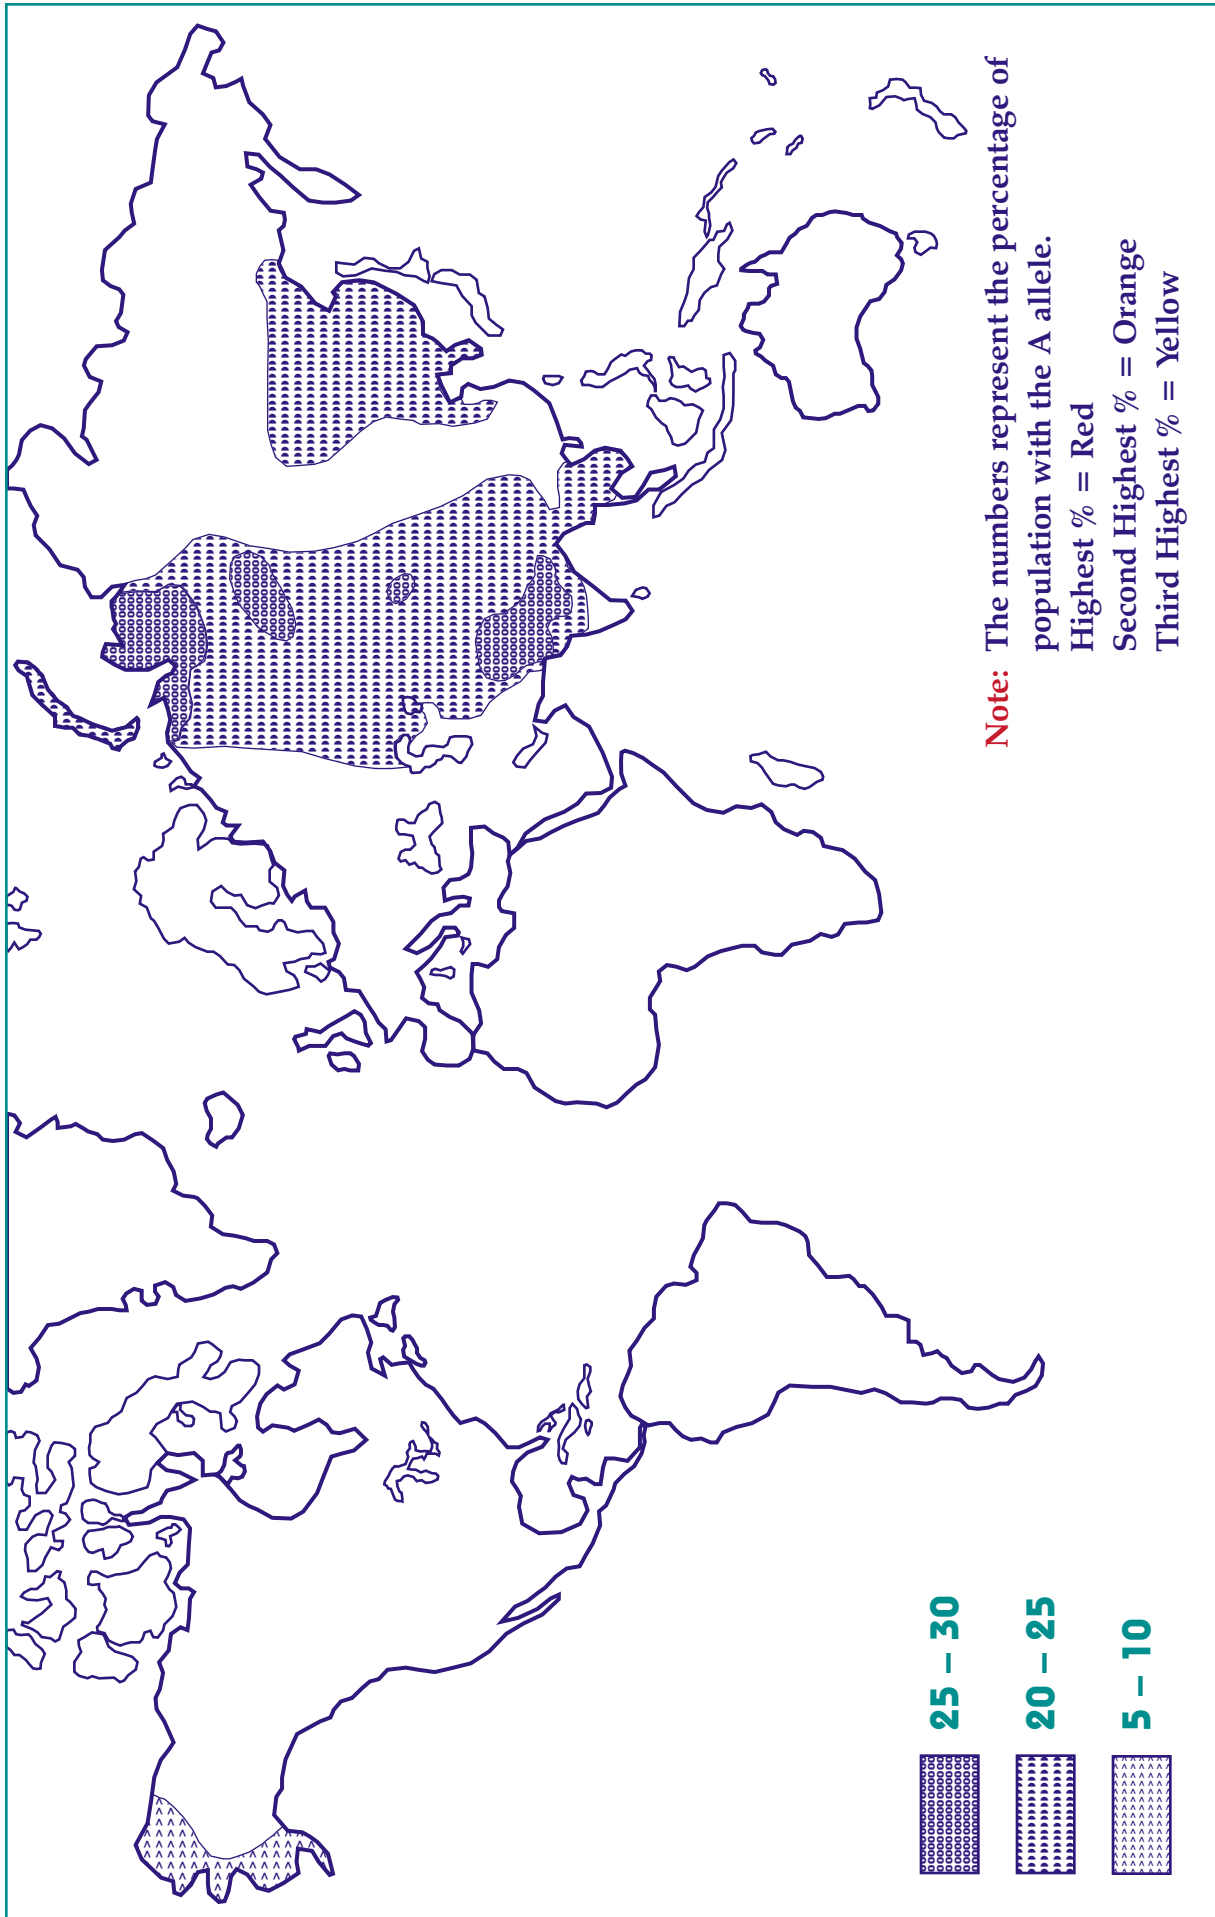 Note: The numbers represent the percentage of
population with the A allele.
Highest % = Red
Second Highest % = Orange
Third Highest % = Yellow
25 – 30
20 – 25
5 – 10